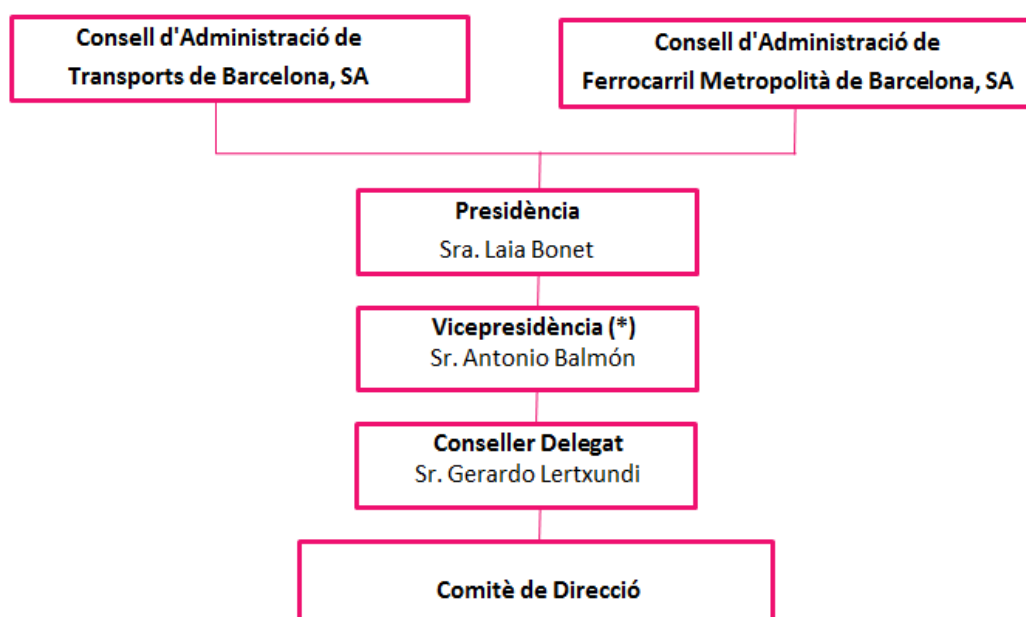 Consell d'Administració de
Transports de Barcelona, SA
Consell d'Administració de
Ferrocarril Metropolità de Barcelona, SA
Presidència
Sra. Laia Bonet
Vicepresidència (*)
Sr. Antonio Balmón
Conseller Delegat
Sr. Gerardo Lertxundi
Comitè de Direcció